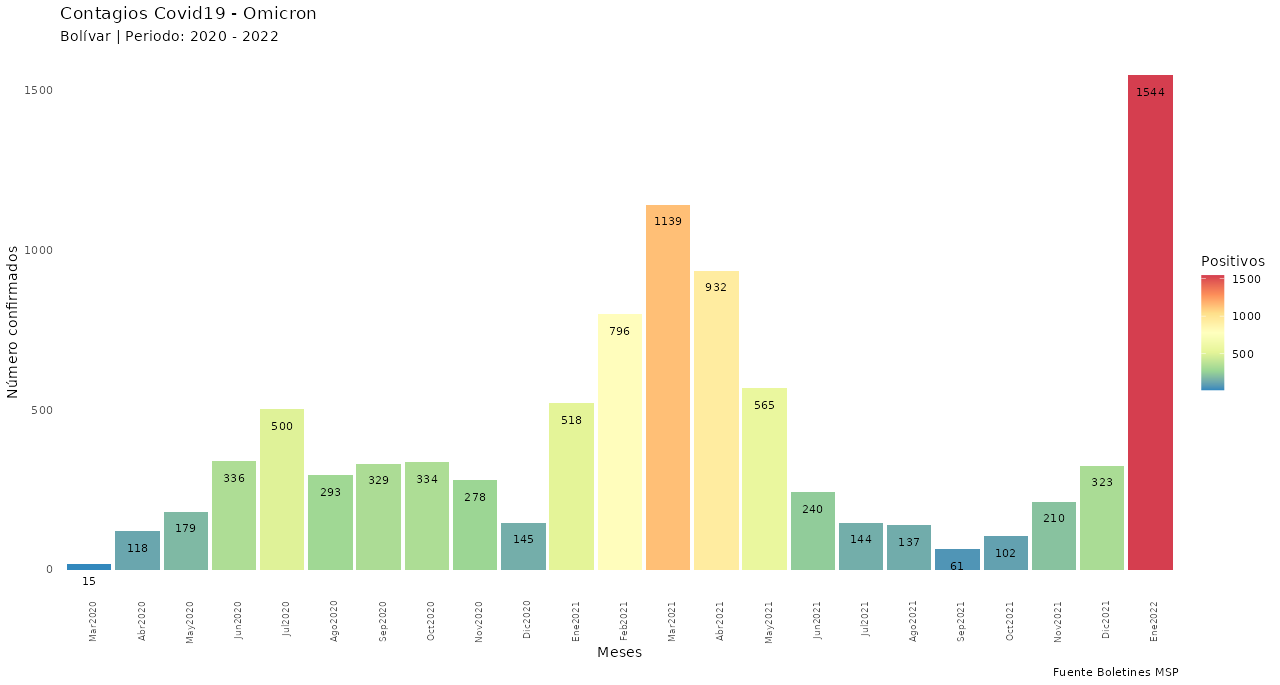 Contagios Covid19 - Omicron
Bolívar | Periodo: 2020 - 2022
Número confirmados
1500
1000
500
0
15
118
179
336
500
293
329
334
278
145
518
796
1139
932
565
240
144
137
61
102
210
323
1544
Mar2020
Abr2020
May2020
Jun2020
Jul2020
Ago2020
Sep2020
Oct2020
Nov2020
Dic2020
Ene2021
Feb2021
Mar2021
Abr2021
May2021
Jun2021
Jul2021
Ago2021
Sep2021
Oct2021
Nov2021
Dic2021
Ene2022
Meses
Positivos
1500
1000
500
Fuente Boletines MSP